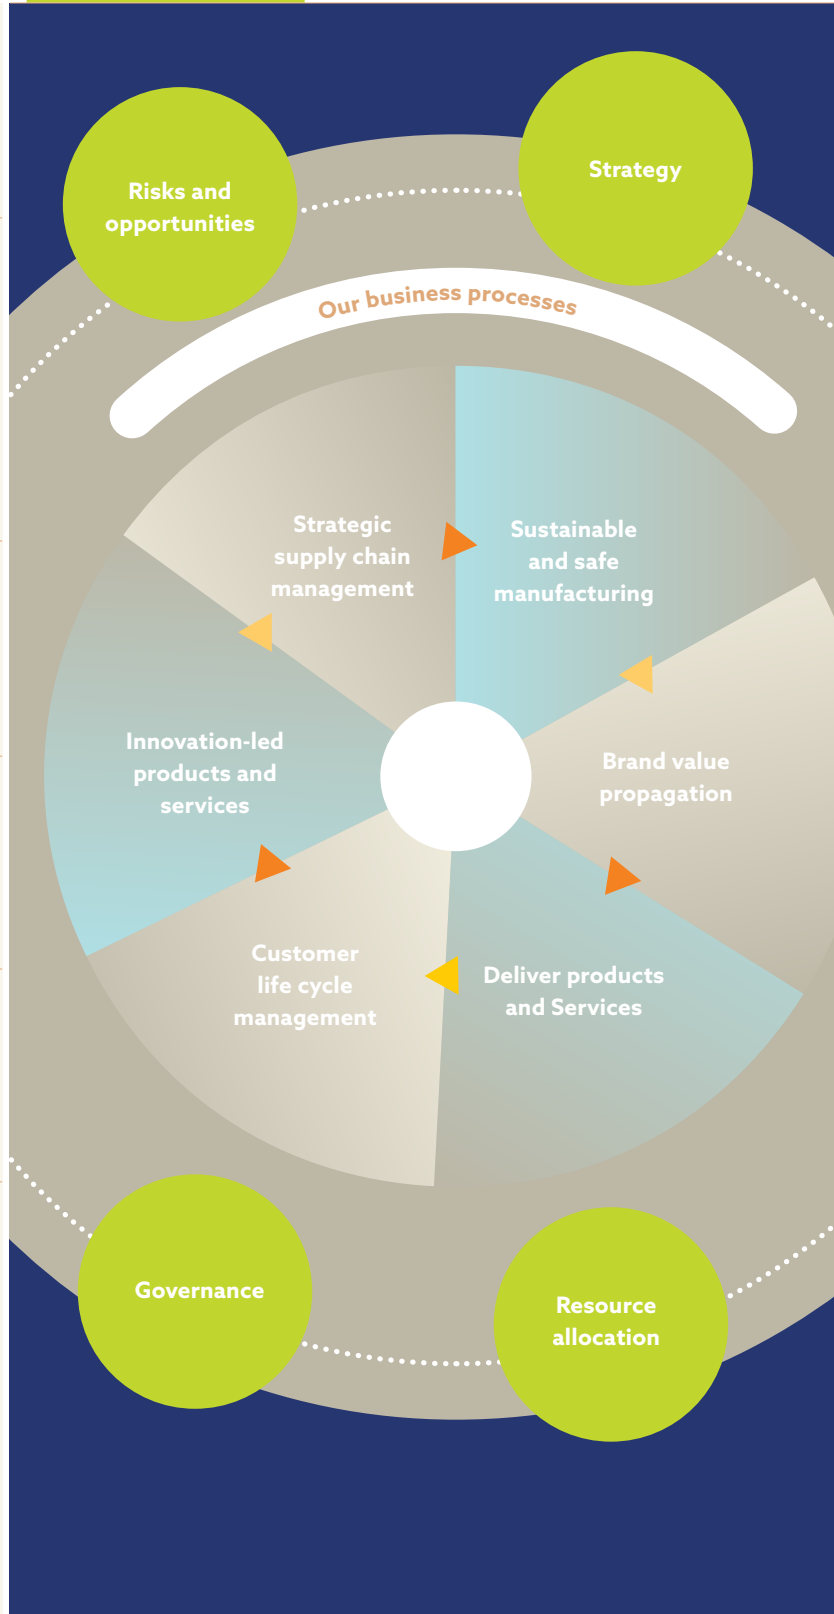 Risks and
opportunities
Strategy
Our business processes
Strategic
supply chain
management
Sustainable
and safe
manufacturing
Innovation-led
products and
services
Brand value
propagation
Customer
life cycle
management
Deliver products
and Services
Governance
Resource
allocation